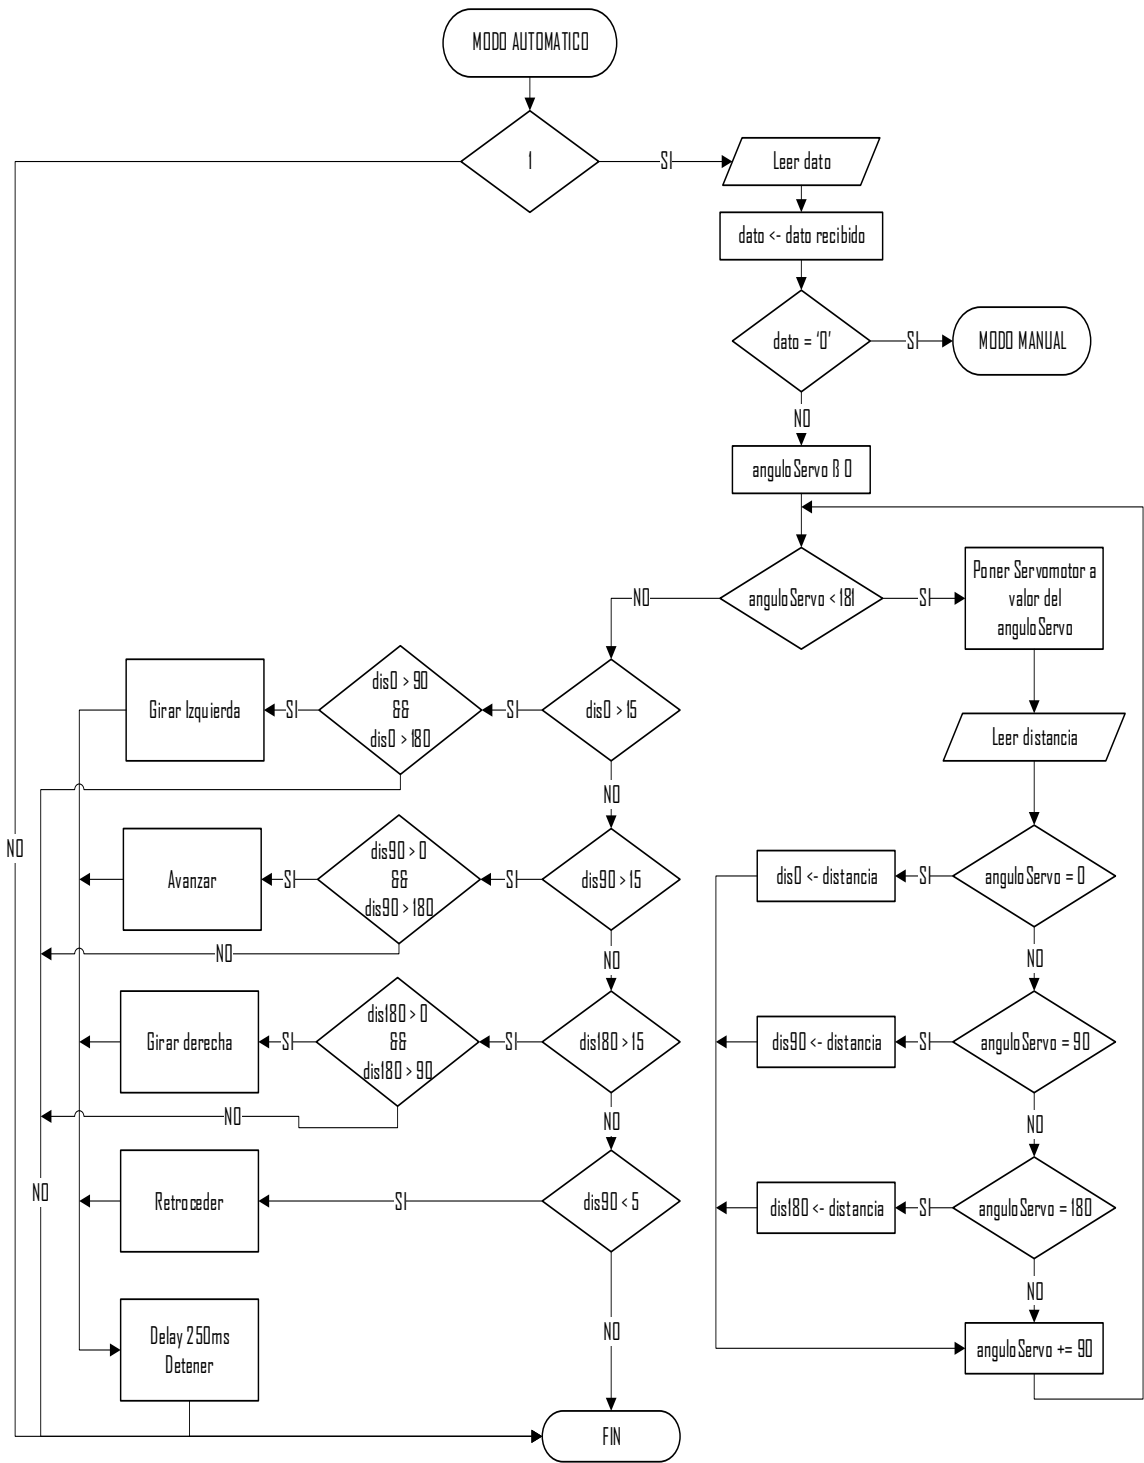 MODO AUTOMATICO
1
SI
Leer dato
dato <- dato recibido
dato = '0'
SI
MODO MANUAL
NO
anguloServo ß 0
anguloServo < 181
SI
Poner Servomotor a
valor del
anguloServo
NO
Leer distancia
dis0 > 15
SI
dis0 > 90
&&
dis0 > 180
SI
Girar Izquierda
NO
NO
dis90 > 15
SI
dis90 > 0
&&
dis90 > 180
SI
Avanzar
NO
NO
dis180 > 15
SI
dis180 > 0
&&
dis180 > 90
SI
Girar derecha
NO
NO
dis90 < 5
SI
Retroceder
NO
NO
Delay 250ms
Detener
anguloServo = 0
SI
dis0 <- distancia
NO
anguloServo = 90
SI
dis90 <- distancia
NO
anguloServo = 180
SI
dis180 <- distancia
NO
anguloServo += 90
FIN